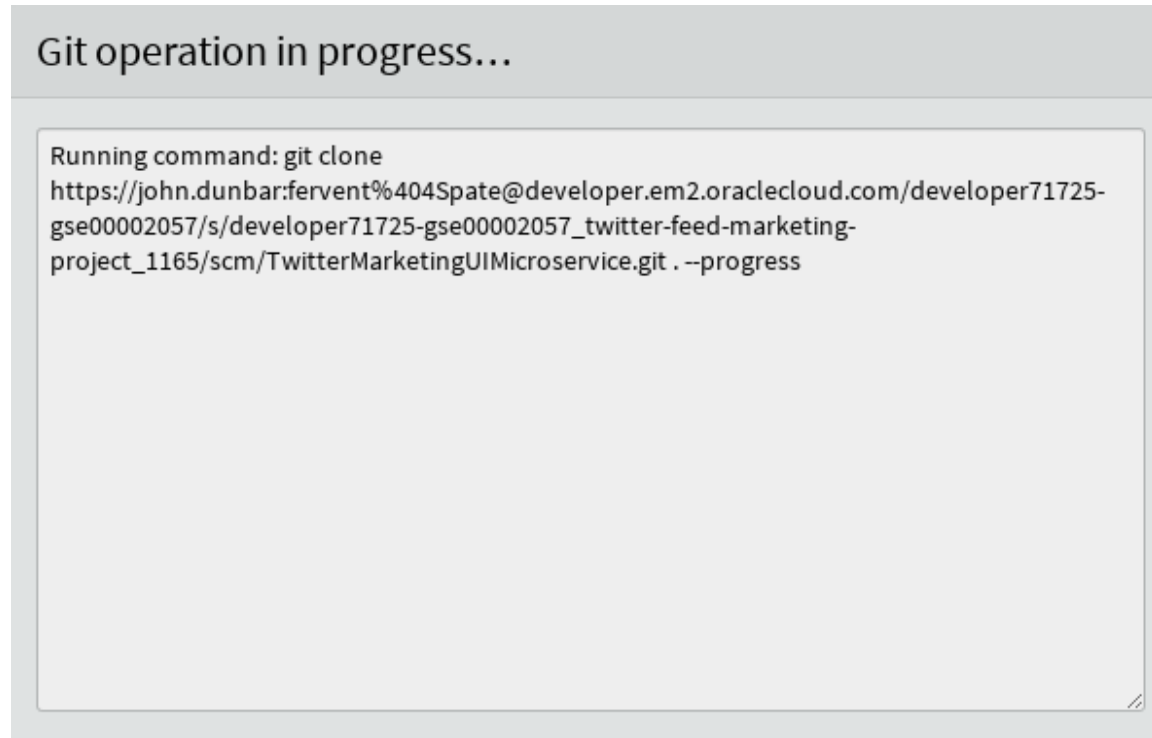 Git operation in progress...
Running command: git clone
https://john.dunbar:fervent%404Spate@developer.em2.oraclecloud.com/developer71725-
gse00002057/s/developer71725-gse00002057_twitter-feed-marketing-
project_1165/scm/TwitterMarketingUIMicroservice.git . --progress